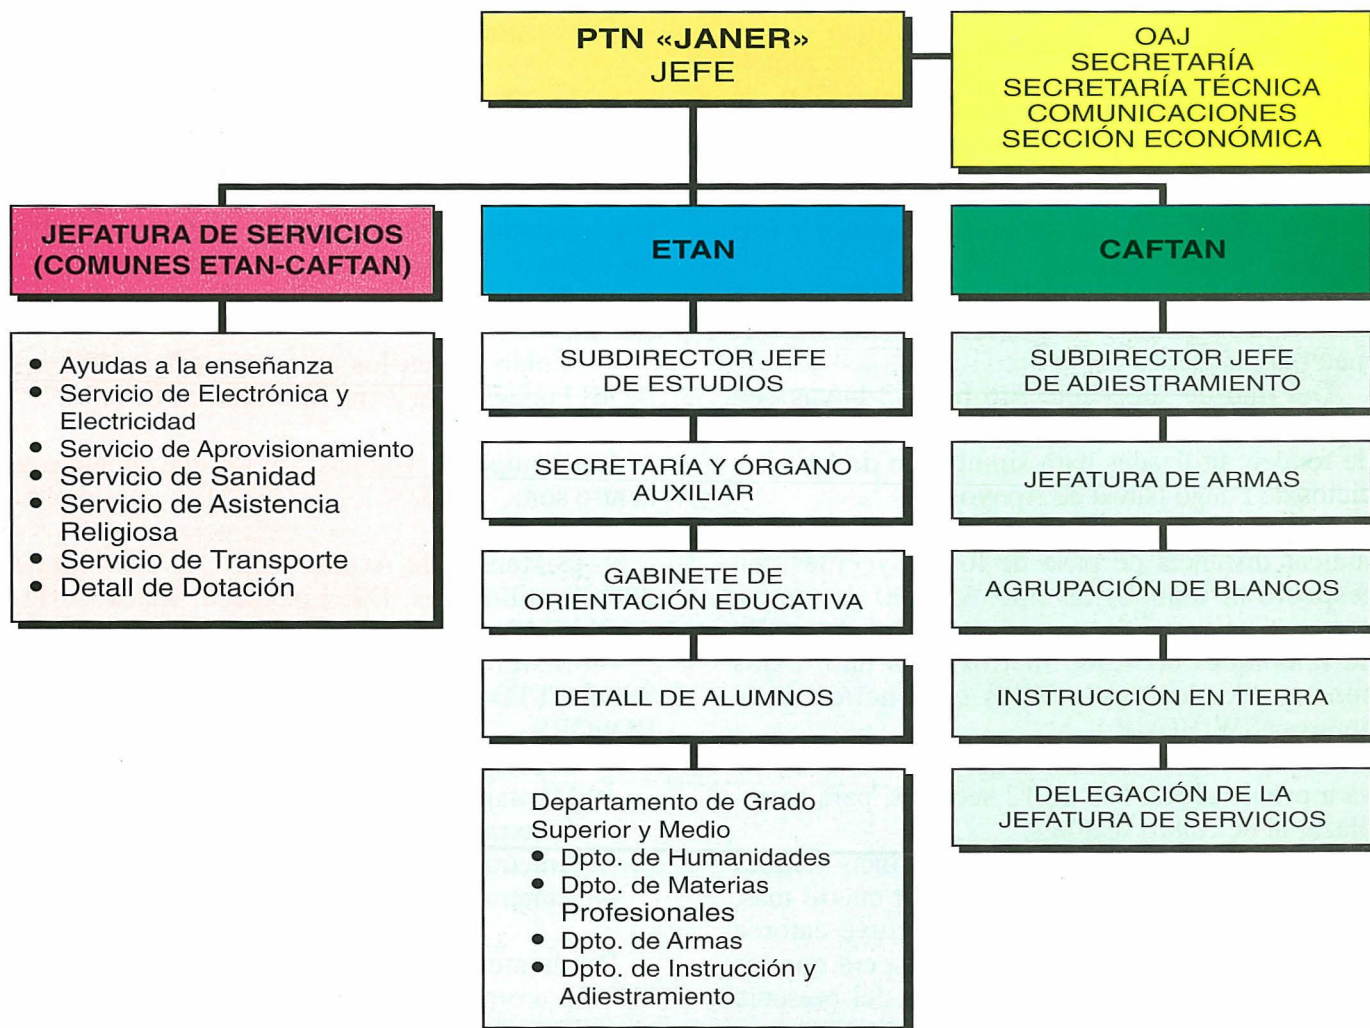 PTN «JANER»
JEFE
OAJ
SECRETARÍA
SECRETARÍA TÉCNICA
COMUNICACIONES
SECCIÓN ECONÓMICA
JEFATURA DE SERVICIOS
(COMUNES ETAN-CAFTAN)
• Ayudas a la enseñanza
• Servicio de Electrónica y
Electricidad
• Servicio de Aprovisionamiento
• Servicio de Sanidad
• Servicio de Asistencia
Religiosa
• Servicio de Transporte
• Detall de Dotación
ETAN
SUBDIRECTOR JEFE
DE ESTUDIOS
SECRETARÍA Y ÓRGANO
AUXILIAR
GABINETE DE
ORIENTACIÓN EDUCATIVA
DETALL DE ALUMNOS
Departamento de Grado
Superior y Medio
• Dpto. de Humanidades
• Dpto. de Materias
Profesionales
• Dpto. de Armas
• Dpto. de Instrucción y
Adiestramiento
CAFTAN
SUBDIRECTOR JEFE
DE ADIESTRAMIENTO
JEFATURA DE ARMAS
AGRUPACIÓN DE BLANCOS
INSTRUCCIÓN EN TIERRA
DELEGACIÓN DE LA
JEFATURA DE SERVICIOS